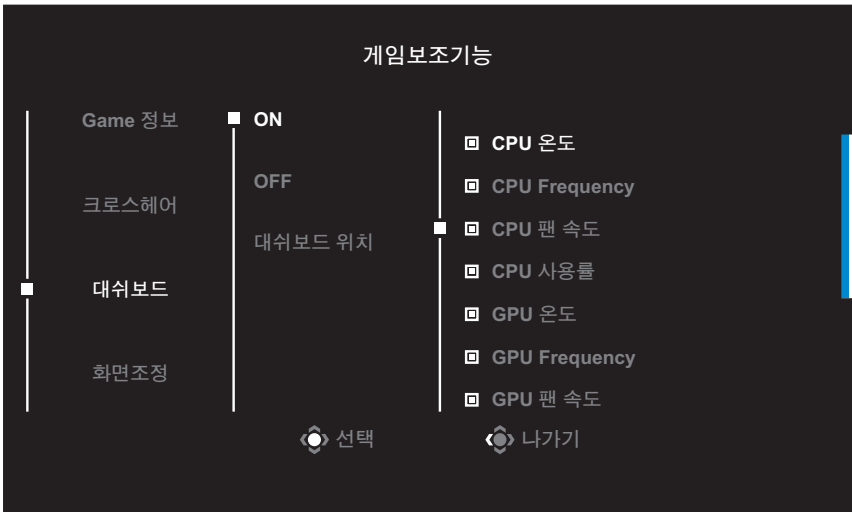 게임보조기능
Game 정보
크로스헤어
대쉬보드
화면조정
ON
OFF
대쉬보드 위치
CPU 온도
CPU Frequency
CPU 팬 속도
CPU 사용률
GPU 온도
GPU Frequency
GPU 팬 속도
선택
나가기